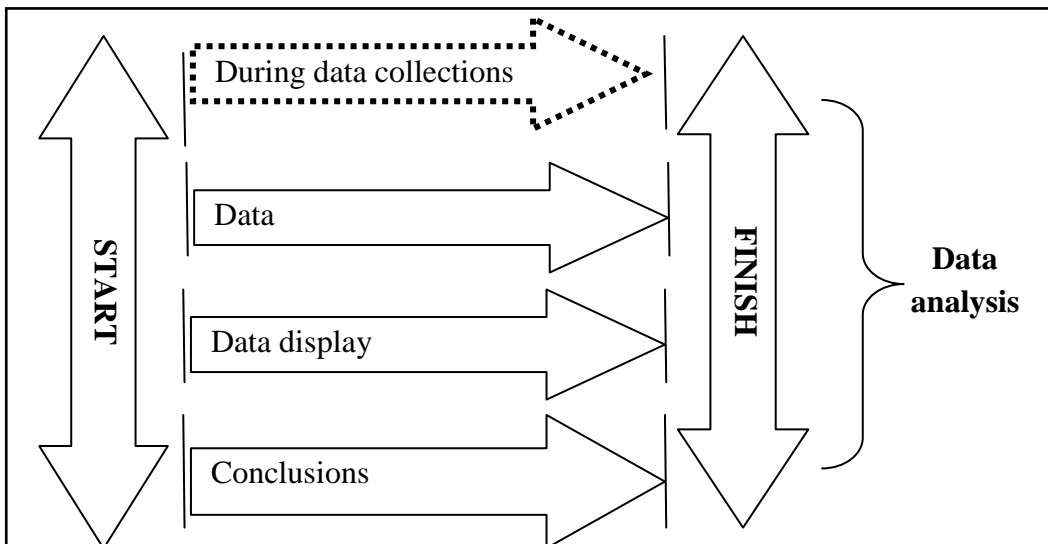 During data collections
Data
Data display
Conclusions
START
FINISH
Data
analysis